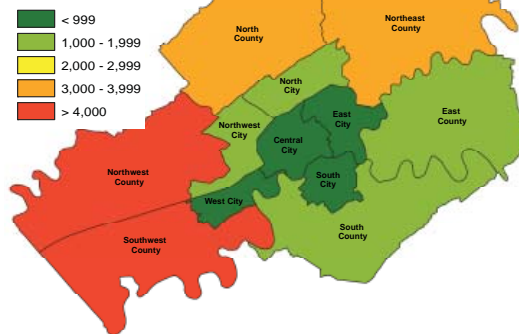 < 999
1,000 - 1,999
2,000 - 2,999
3,000 - 3,999
> 4,000
North
County
Northeast
County
North
City
Northwest
City
East
City
Central
City
East
County
Northwest
County
South
City
West City
South
County
Southwest
County